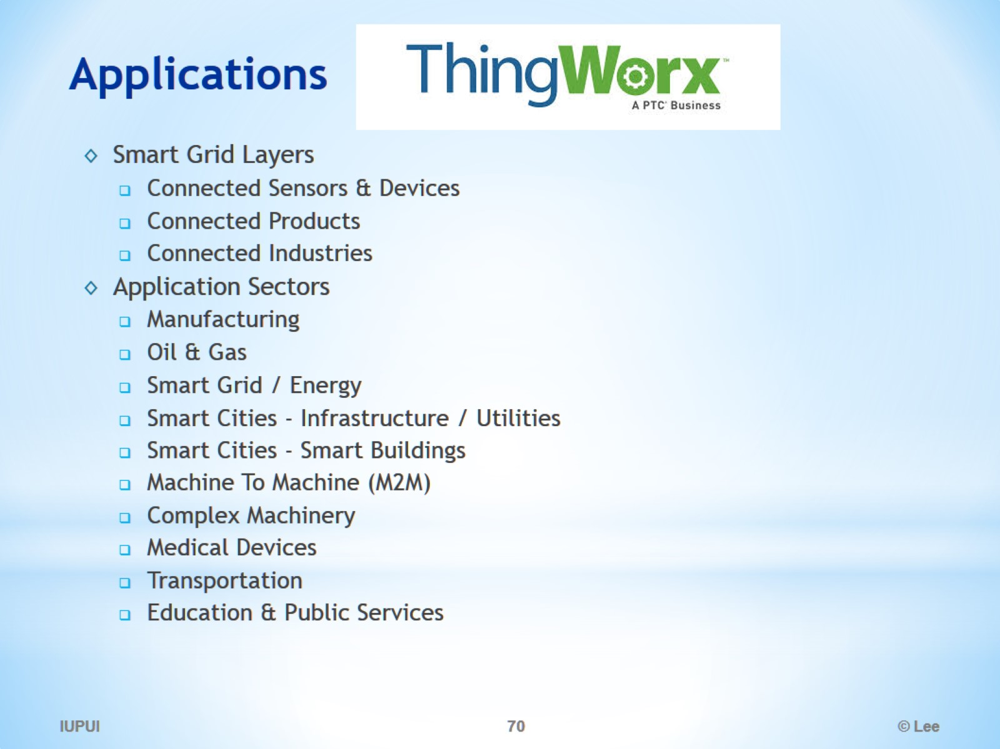 Applications
ThingWorx™
A PTC® Business
◇ Smart Grid Layers
❑ Connected Sensors & Devices
❑ Connected Products
❑ Connected Industries
◇ Application Sectors
❑ Manufacturing
❑ Oil & Gas
❑ Smart Grid / Energy
❑ Smart Cities - Infrastructure / Utilities
❑ Smart Cities - Smart Buildings
❑ Machine To Machine (M2M)
❑ Complex Machinery
❑ Medical Devices
❑ Transportation
❑ Education & Public Services
IUPUI 70 © Lee